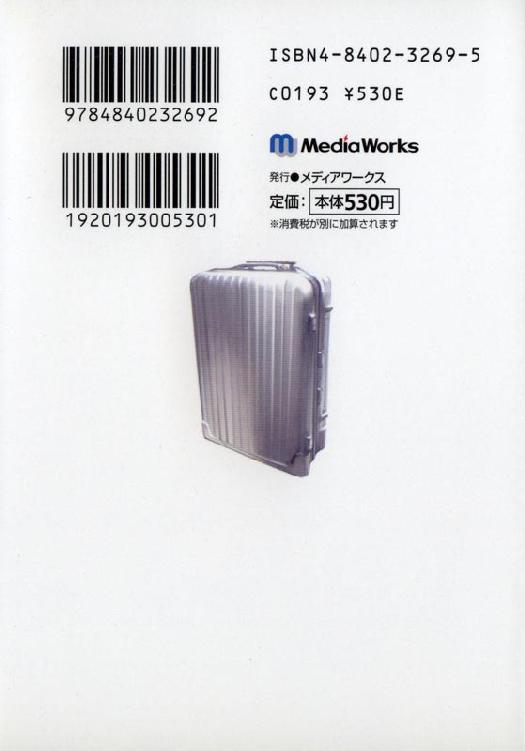 9784840232692
1920193005301
ISBN4-8402-3269-5
C0193 ¥530E
m MediaWorks
発行●メディアワークス
定価：本体530円
※消費税が別に加算されます